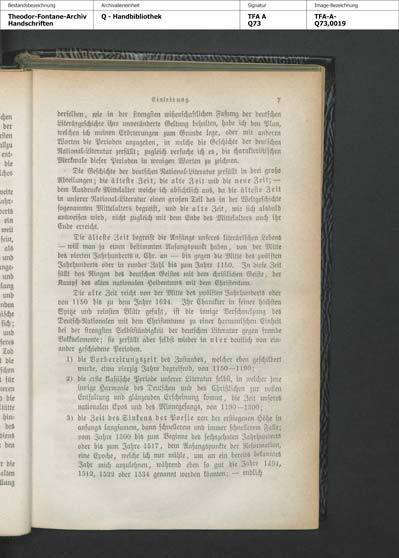 Bestandsbezeichnung
Archivalieneinheit
Signatur
Image-Bezeichnung
Theodor-Fontane-Archiv
Handschriften
Q - Handbibliothek
TFA A
Q73
TFA-A-
Q73,0019
Einleitung
7
derselben, wie in der strengsten wissenschaftlichen Fassung der deutschen
Literärgeschichte ihre unveränderte Geltung behalten, habe ich den Plan,
welchen ich meinen Erörterungen zum Grunde lege, oder mit anderen
Worten die Perioden anzugeben, in welche die Geschichte der deutschen
National-Literatur zerfällt; zugleich versuche ich es, die charakteristischen
Merkmale dieser Perioden in wenigen Worten zu zeichnen.
Die Geschichte der deutschen National-Literatur zerfällt in drei große
Abteilungen; die älteste Zeit, die alte Zeit und die neue Zeit; —
dem Ausdrucke Mittelalter weiche ich absichtlich aus, da die älteste Zeit
in unserer National-Literatur einen großen Teil des in der Weltgeschichte
sogenannten Mittelalters begreift, und die alte Zeit, wie sich alsbald
ausweisen wird, nicht zugleich mit dem Ende des Mittelalters auch ihr
Ende erreicht.
Die älteste Zeit begreift die Anfänge unseres literärischen Lebens
— will man ja einen bestimmten Anfangspunkt haben, von der Mitte
des vierten Jahrhunderts n. Chr. an — bis gegen die Mitte des zwölften
Jahrhunderts oder in runder Zahl bis zum Jahre 1150. In diese Zeit
fällt das Ringen des deutschen Geistes mit dem christlichen Geiste, der
Kampf des alten nationalen Heidentums mit dem Christentum.
Die alte Zeit reicht von der Mitte des zwölften Jahrhunderts oder
von 1150 bis zu dem Jahre 1624. Ihr Charakter in seiner höchsten
Spitze und reinsten Blüte gefaßt, ist die innige Verschmelzung des
Deutsch-Nationalen mit dem Christentume zu einer harmonischen Einheit
bei der strengsten Selbstständigkeit der deutschen Literatur gegen fremde
Volkselemente; sie zerfällt aber selbst wieder in vier deutlich von ein-
ander geschiedene Perioden.
1) die Vorbereitungszeit des Zustandes, welcher eben geschildert
wurde, etwa vierzig Jahre begreifend, von 1150—1190;
2) die erste klassische Periode unserer Literatur selbst, in welcher jene
innige Harmonie des Deutschen und des Christlichen zur vollen
Entfaltung und glänzenden Erscheinung kommt, die Zeit unseres
nationalen Epos und des Minnegesangs, von 1190—1300;
3) die Zeit des Sinkens der Poesie von der errungenen Höhe in
anfangs langsamem, dann schnellerem und immer schnellerem Falle;
vom Jahre 1300 bis zum Beginne des sechzehnten Jahrhunderts
oder bis zum Jahre 1517, dem Anfangspunkte der Reformation,
eine Epoche, welche ich nur wähle, um an ein bereits bekanntes
Jahr mich anzulehnen, während eben so gut die Jahre 1494,
1512, 1522 oder 1534 genannt werden könnten; — endlich